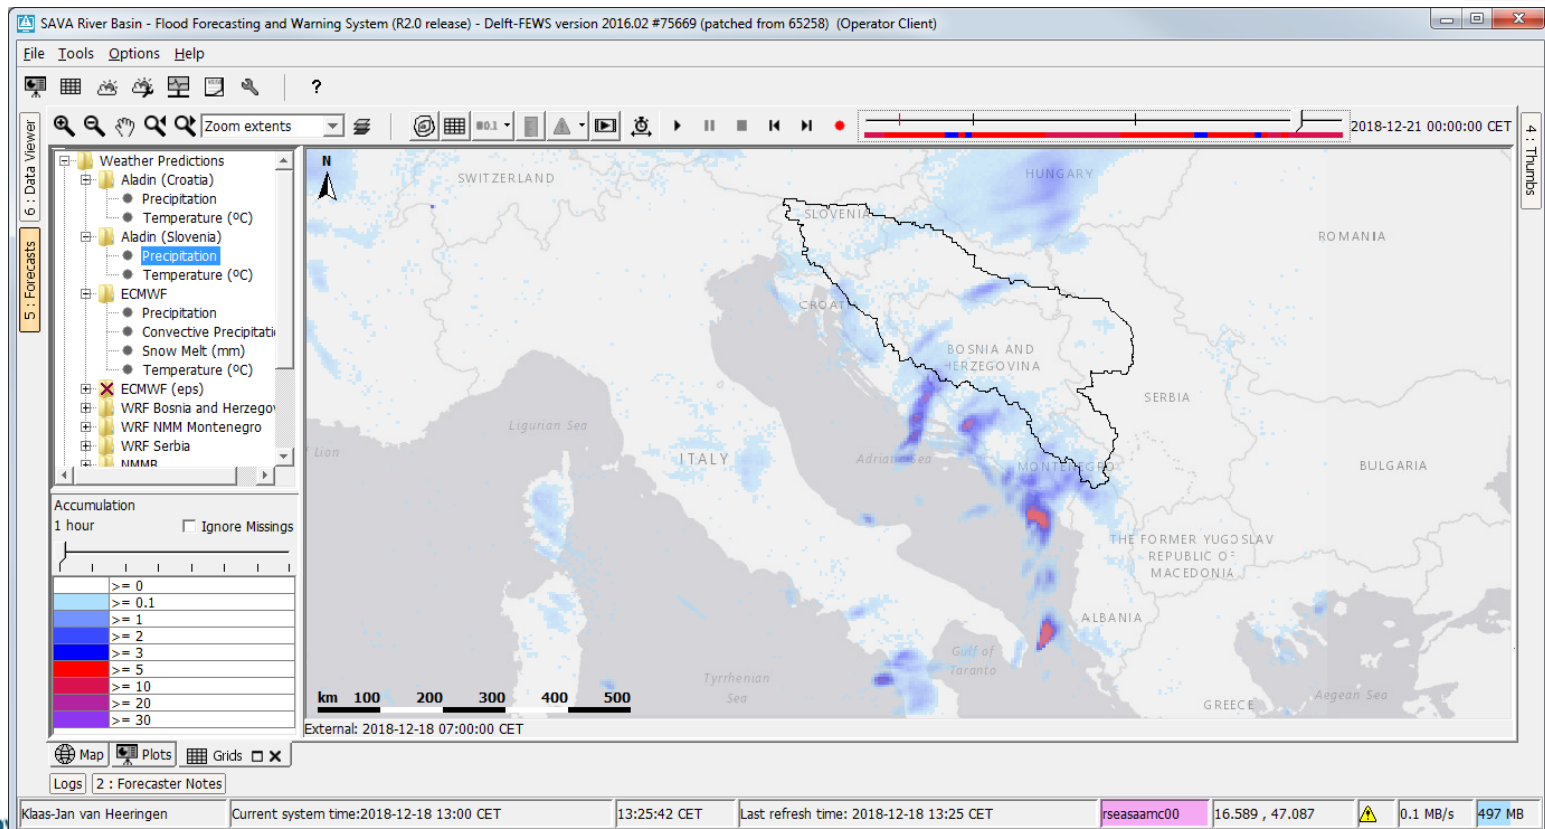 SAVA River Basin - Flood Forecasting and Warning System (R2.0 release) - Delft-FEWS version 2016.02 #75669 (patched from 65258) (Operator Client)
File Tools Options Help
?
Zoom extents
2018-12-21 00:00:00 CET
6 : Data Viewer
5 : Forecasts
4 : Thumbs
Weather Predictions
Aladin (Croatia)
Precipitation
Temperature (ºC)
Aladin (Slovenia)
Precipitation
Temperature (ºC)
ECMWF
Precipitation
Convective Precipitati
Snow Melt (mm)
Temperature (ºC)
ECMWF (eps)
WRF Bosnia and Herzegov
WRF NMM Montenegro
WRF Serbia
NMMB
Accumulation
1 hour
Ignore Missings
>= 0
>= 0.1
>= 1
>= 2
>= 3
>= 5
>= 10
>= 20
>= 30
N
SWITZERLAND
HUNGARY
SLOVENIA
ROMANIA
CROAT
BOSNIA AND
HERZEGOVINA
SERBIA
Ligurian Sea
Lion
ITALY
Adriatic Sea
MONTENEGRO
BULGARIA
THE FORMER YUGOSLAV
REPUBLIC OF
MACEDONIA
ALBANIA
Gulf of
Taranto
Tyrrhenian
Sea
GREECE
Aegean Sea
km 100 200 300 400 500
External: 2018-12-18 07:00:00 CET
Map Plots Grids
Logs 2 : Forecaster Notes
Klaas-Jan van Heeringen
Current system time:2018-12-18 13:00 CET
13:25:42 CET
Last refresh time: 2018-12-18 13:25 CET
rseasaamc00
16.589 , 47.087
0.1 MB/s
497 MB